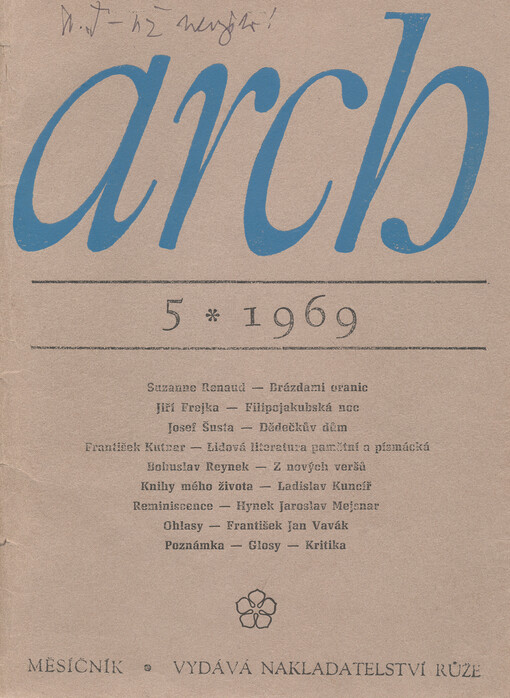 arch
5 * 1969
Suzanne Renaud — Brázdami oranic
Jiří Frejka — Filipojakubská noc
Josef Šusta — Dědečkův dům
František Kutner — Lidová literatura pamětní a písmácká
Bohuslav Reynek — Z nových veršů
Knihy mého života — Ladislav Kuncíř
Reminiscence — Hynek Jaroslav Mejsnar
Ohlasy — František Jan Vavák
Poznámka — Glosy — Kritika
MĚSÍČNÍK • VYDÁVÁ NAKLADATELSTVÍ RŮŽE